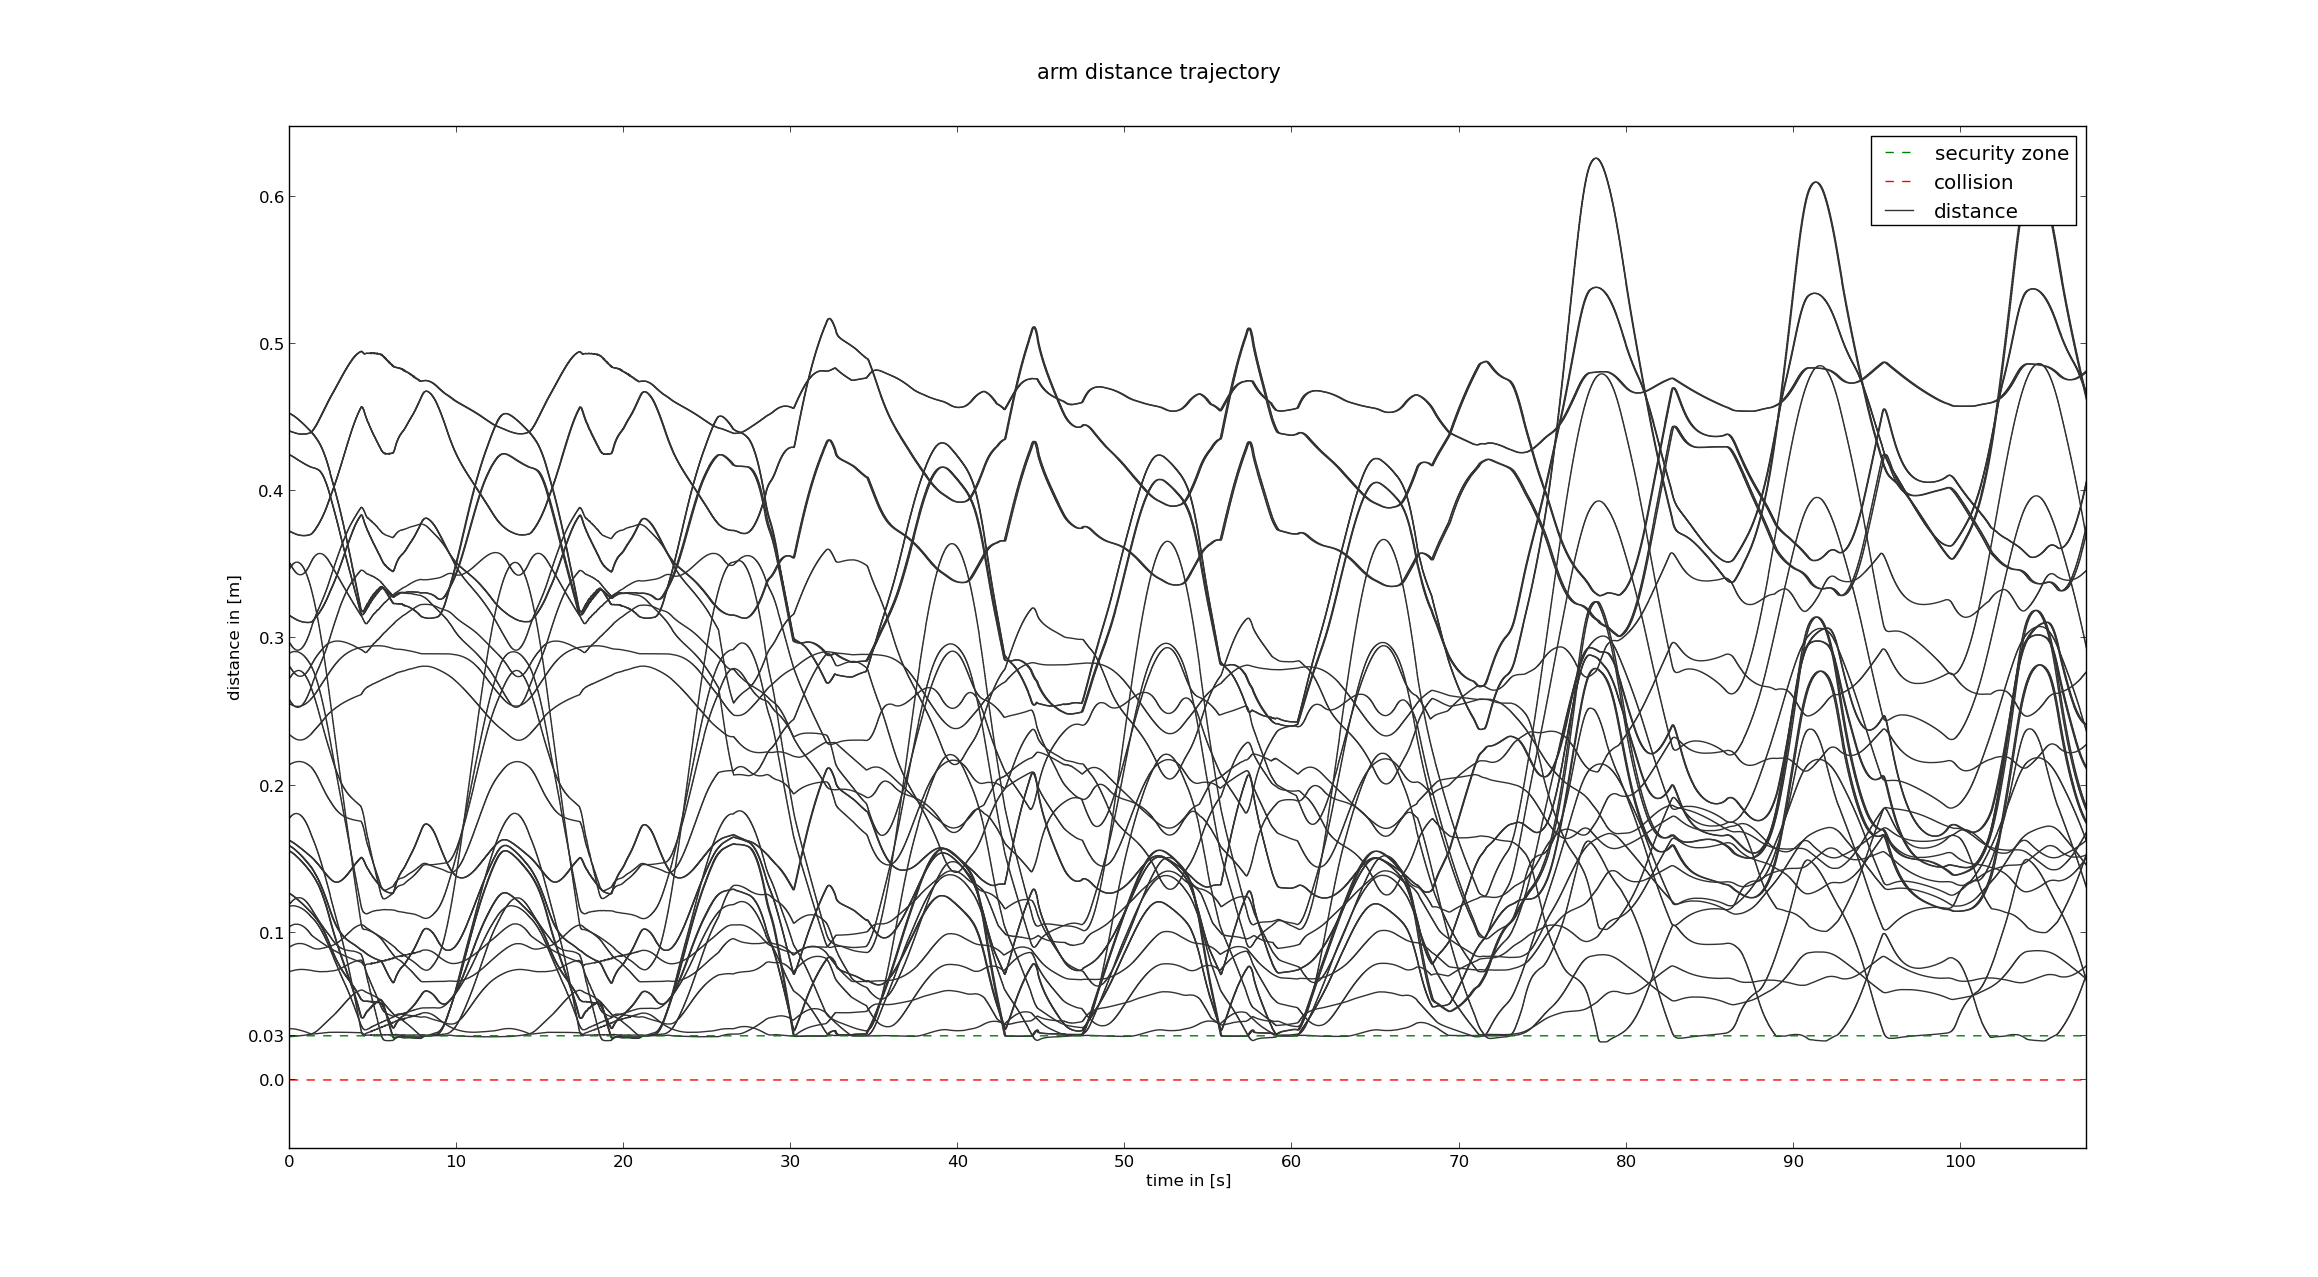 arm distance trajectory
security zone
collision
distance
0.6
0.5
0.4
0.3
0.2
0.1
0.03
0.0
distance in [m]
0 10 20 30 40 50 60 70 80 90 100
time in [s]